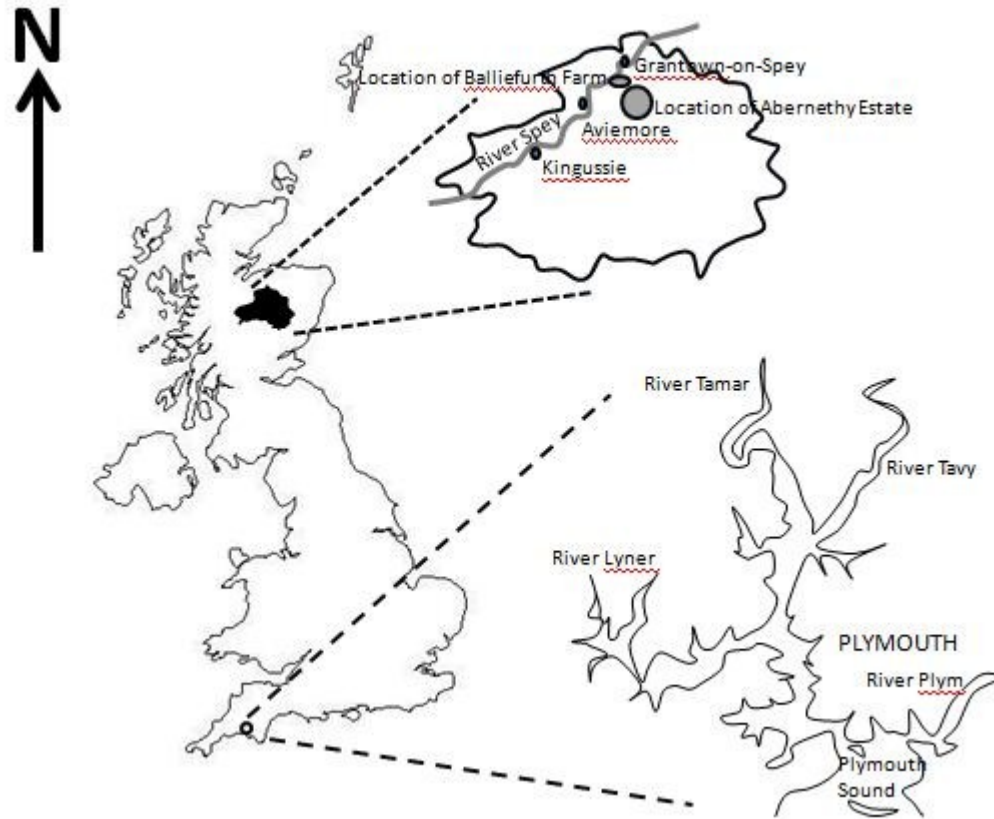 N
Grantown-on-Spey
Location of Balliefurth Farm
Location of Abernethy Estate
Aviemore
River Spey
Kingussie
River Tamar
River Tavy
River Lyner
PLYMOUTH
River Plym
Plymouth
Sound